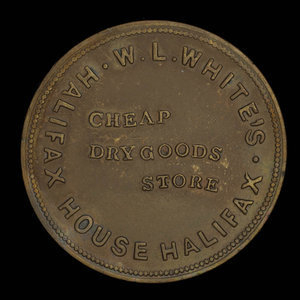 · W. L. WHITE'S ·
HALIFAX HOUSE HALIFAX
CHEAP
DRY GOODS
STORE